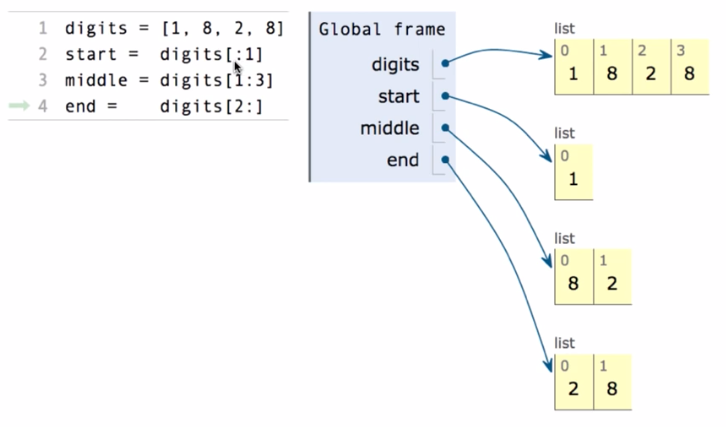 1 digits = [1, 8, 2, 8]
2 start =  digits[:1]
3 middle = digits[1:3]
4 end =    digits[2:]
Global frame
digits
start
middle
end
list
0 1 2 3
1 8 2 8
list
0
1
list
0 1
8 2
list
0 1
2 8